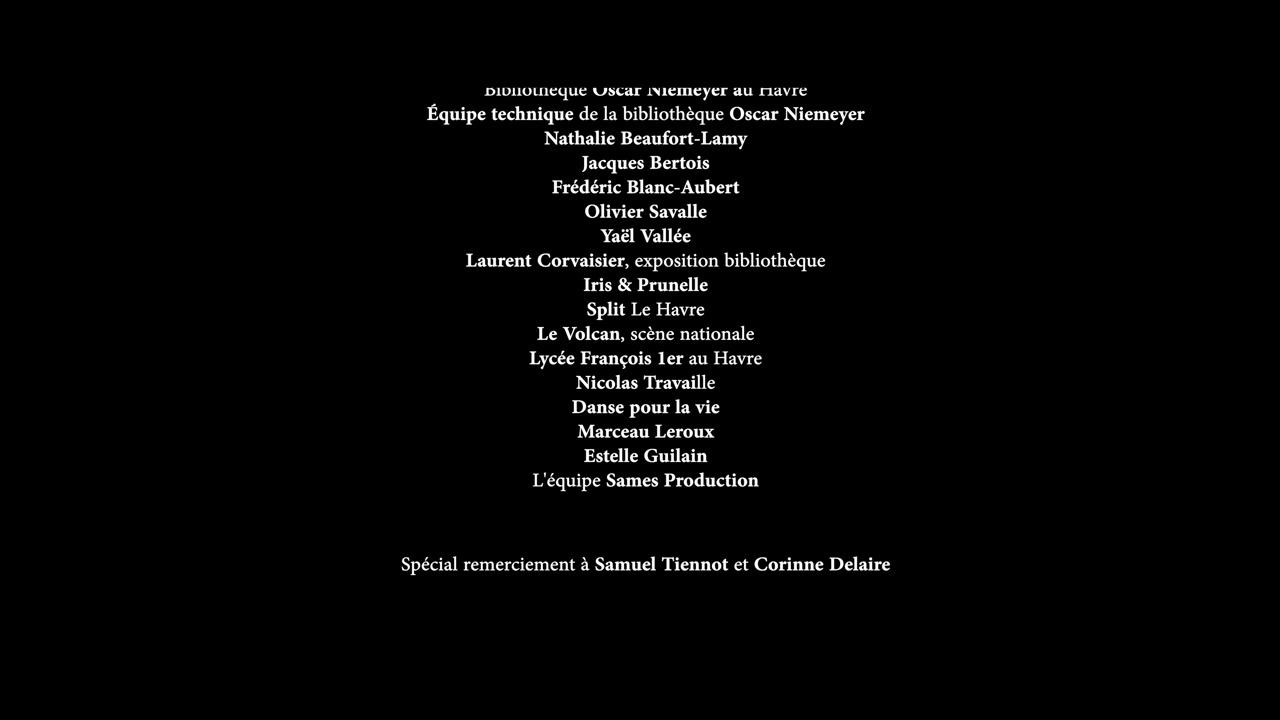 Bibliothèque Oscar Niemeyer au Havre
Équipe technique de la bibliothèque Oscar Niemeyer
Nathalie Beaufort-Lamy
Jacques Bertois
Frédéric Blanc-Aubert
Olivier Savalle
Yaël Vallée
Laurent Corvaisier, exposition bibliothèque
Iris & Prunelle
Split Le Havre
Le Volcan, scène nationale
Lycée François 1er au Havre
Nicolas Travaille
Danse pour la vie
Marceau Leroux
Estelle Guilain
L'équipe Sames Production
Spécial remerciement à Samuel Tiennot et Corinne Delaire